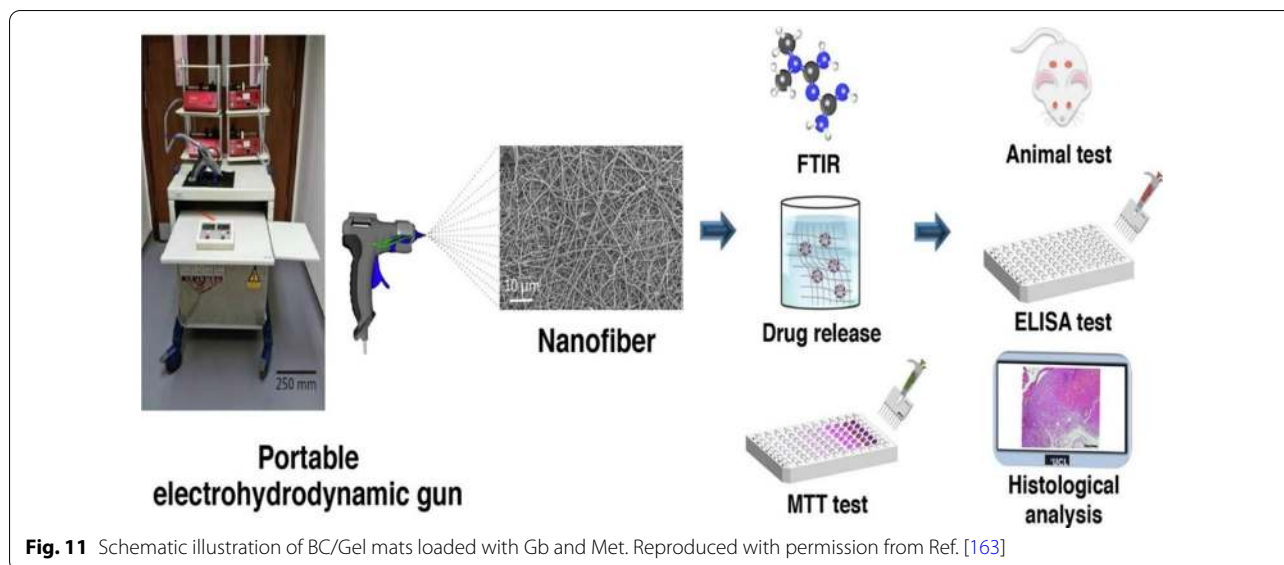 250 mm
Portable
electrohydrodynamic gun
10 µm
Nanofiber
FTIR
Drug release
MTT test
Animal test
ELISA test
UCL
Histological
analysis
Fig. 11 Schematic illustration of BC/Gel mats loaded with Gb and Met. Reproduced with permission from Ref. [163]